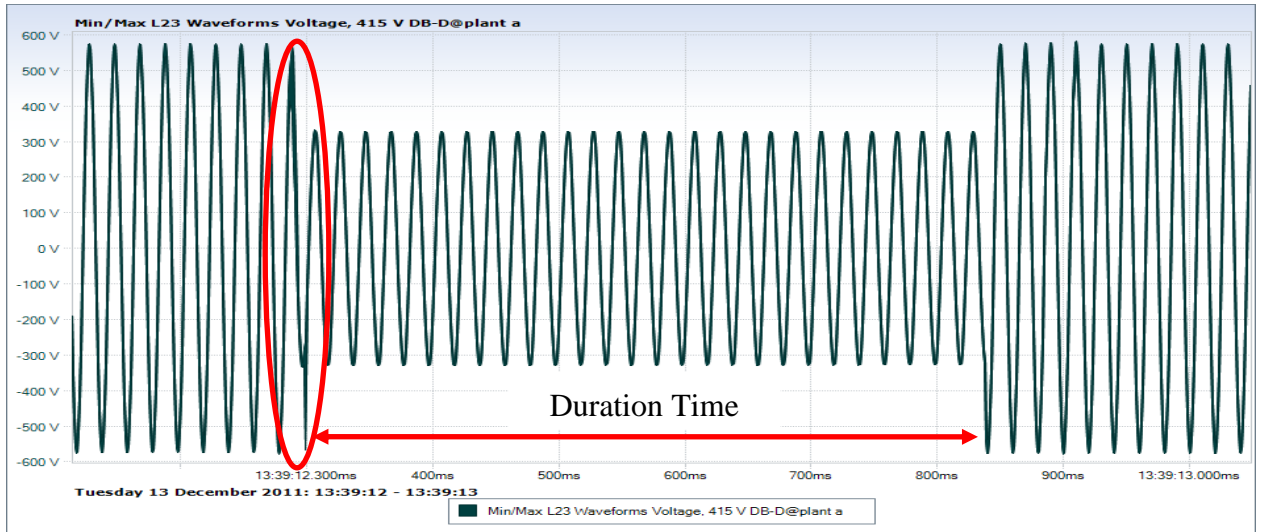 Min/Max L23 Waveforms Voltage, 415 V DB-D@plant a
600 V
500 V
400 V
300 V
200 V
100 V
0 V
-100 V
-200 V
-300 V
-400 V
-500 V
-600 V
Duration Time
13:39:12.300ms 400ms 500ms 600ms 700ms 800ms 900ms 13:39:13.000ms
Tuesday 13 December 2011: 13:39:12 - 13:39:13
Min/Max L23 Waveforms Voltage, 415 V DB-D@plant a